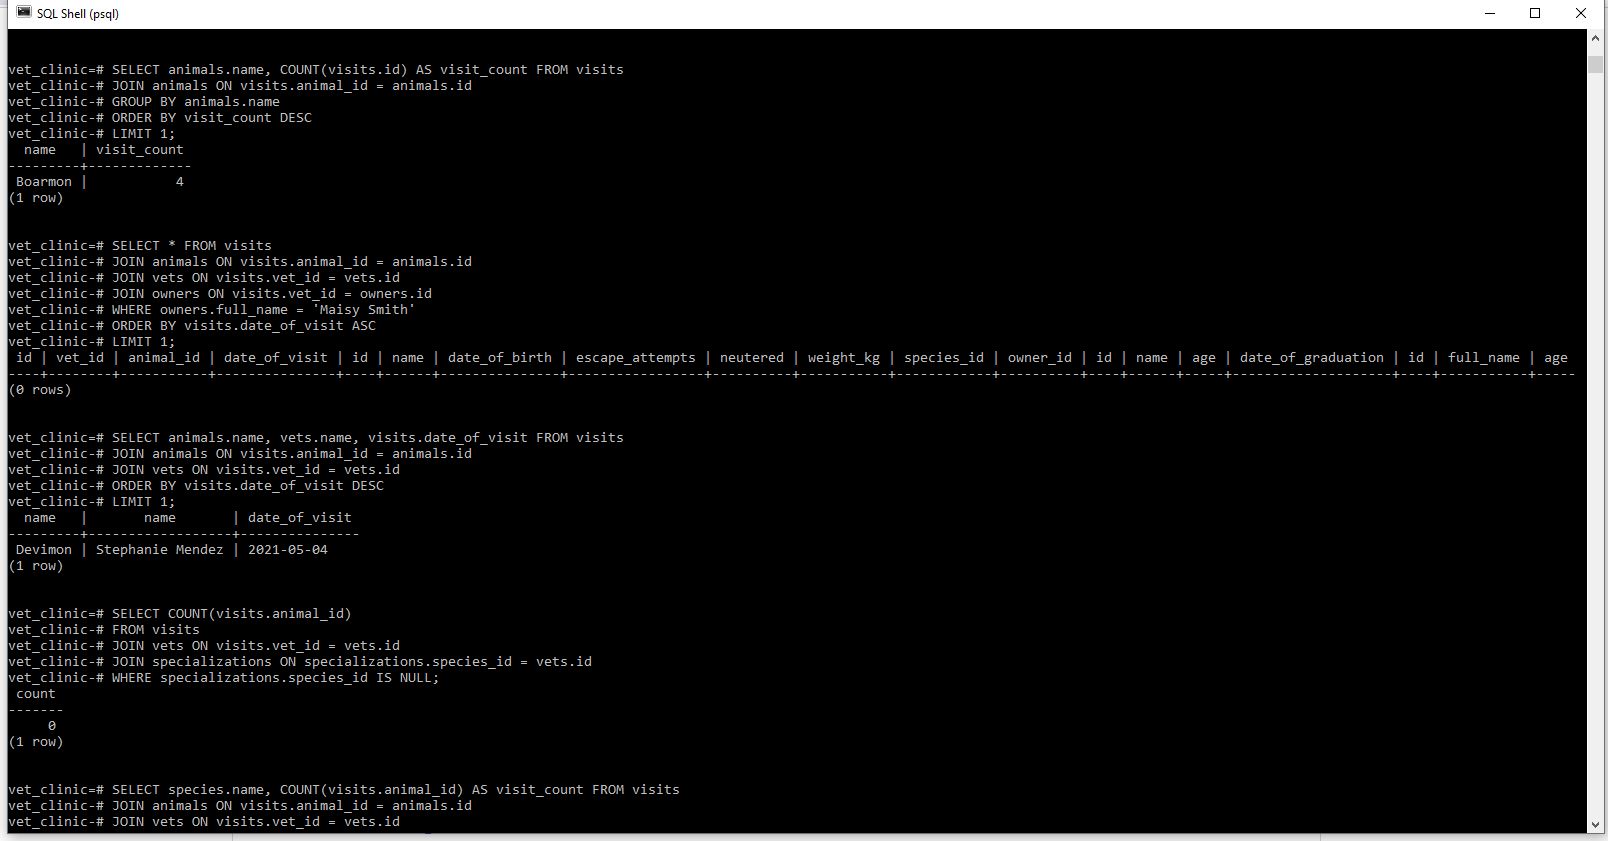 SQL Shell (psql)
vet_clinic=# SELECT animals.name, COUNT(visits.id) AS visit_count FROM visits
vet_clinic-# JOIN animals ON visits.animal_id = animals.id
vet_clinic-# GROUP BY animals.name
vet_clinic-# ORDER BY visit_count DESC
vet_clinic-# LIMIT 1;
  name   | visit_count
---------+-------------
 Boarmon |           4
(1 row)
vet_clinic=# SELECT * FROM visits
vet_clinic-# JOIN animals ON visits.animal_id = animals.id
vet_clinic-# JOIN vets ON visits.vet_id = vets.id
vet_clinic-# JOIN owners ON visits.vet_id = owners.id
vet_clinic-# WHERE owners.full_name = 'Maisy Smith'
vet_clinic-# ORDER BY visits.date_of_visit ASC
vet_clinic-# LIMIT 1;
 id | vet_id | animal_id | date_of_visit | id | name | date_of_birth | escape_attempts | neutered | weight_kg | species_id | owner_id | id | name | age | date_of_graduation | id | full_name | age
----+--------+-----------+---------------+----+------+---------------+-----------------+----------+-----------+------------+----------+----+------+-----+--------------------+----+-----------+-----
(0 rows)
vet_clinic=# SELECT animals.name, vets.name, visits.date_of_visit FROM visits
vet_clinic-# JOIN animals ON visits.animal_id = animals.id
vet_clinic-# JOIN vets ON visits.vet_id = vets.id
vet_clinic-# ORDER BY visits.date_of_visit DESC
vet_clinic-# LIMIT 1;
  name   |       name       | date_of_visit
---------+------------------+---------------
 Devimon | Stephanie Mendez | 2021-05-04
(1 row)
vet_clinic=# SELECT COUNT(visits.animal_id)
vet_clinic-# FROM visits
vet_clinic-# JOIN vets ON visits.vet_id = vets.id
vet_clinic-# JOIN specializations ON specializations.species_id = vets.id
vet_clinic-# WHERE specializations.species_id IS NULL;
 count
-------
     0
(1 row)
vet_clinic=# SELECT species.name, COUNT(visits.animal_id) AS visit_count FROM visits
vet_clinic-# JOIN animals ON visits.animal_id = animals.id
vet_clinic-# JOIN vets ON visits.vet_id = vets.id